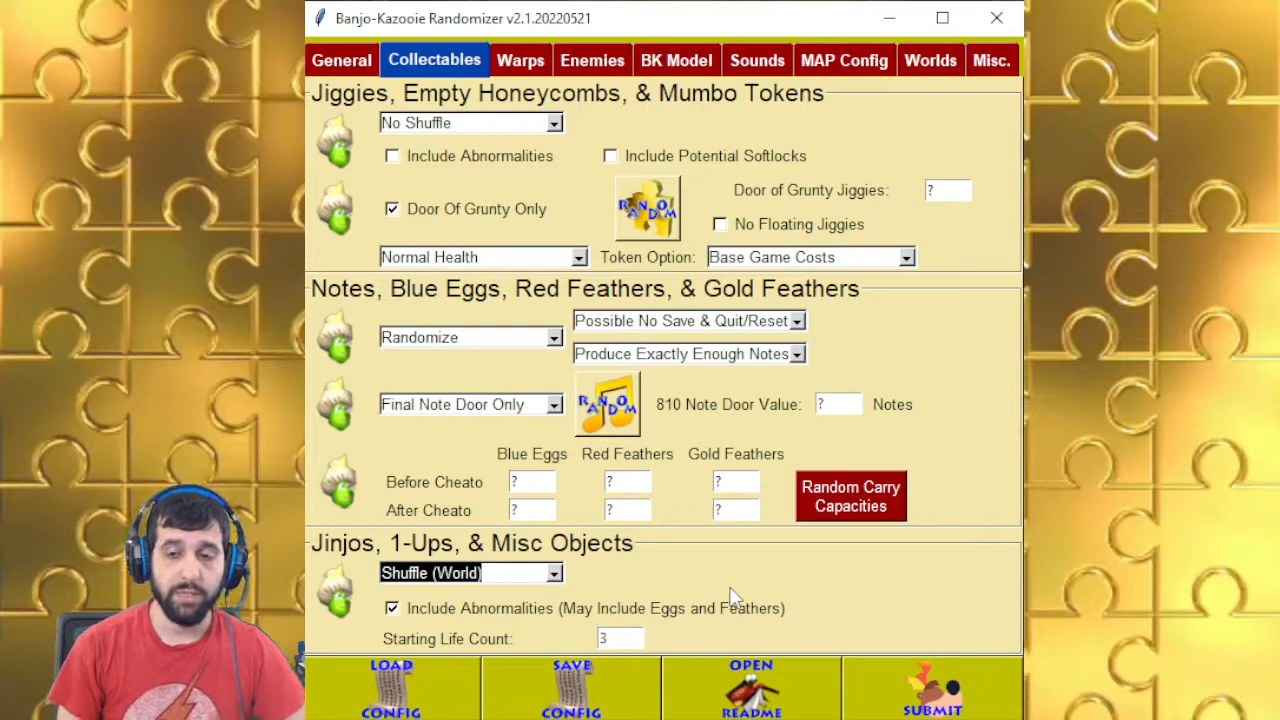 Banjo-Kazooie Randomizer v2.1.20220521
General Collectables Warps Enemies BK Model Sounds MAP Config Worlds Misc.
Jiggies, Empty Honeycombs, & Mumbo Tokens
No Shuffle
Include Abnormalities Include Potential Softlocks
Door Of Grunty Only RANDOM Door of Grunty Jiggies: ?
No Floating Jiggies
Normal Health Token Option: Base Game Costs
Notes, Blue Eggs, Red Feathers, & Gold Feathers
Randomize Possible No Save & Quit/Reset
Produce Exactly Enough Notes
Final Note Door Only RANDOM 810 Note Door Value: ? Notes
Blue Eggs Red Feathers Gold Feathers
Before Cheato ? ? ?
After Cheato ? ? ?
Random Carry
Capacities
Jinjos, 1-Ups, & Misc Objects
Shuffle (World)
Include Abnormalities (May Include Eggs and Feathers)
Starting Life Count: 3
LOAD CONFIG
SAVE CONFIG
OPEN README
SUBMIT